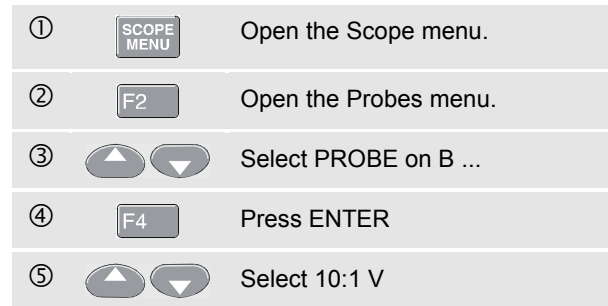 ① SCOPE MENU Open the Scope menu.
② F2 Open the Probes menu.
③ Select PROBE on B ...
④ F4 Press ENTER
⑤ Select 10:1 V